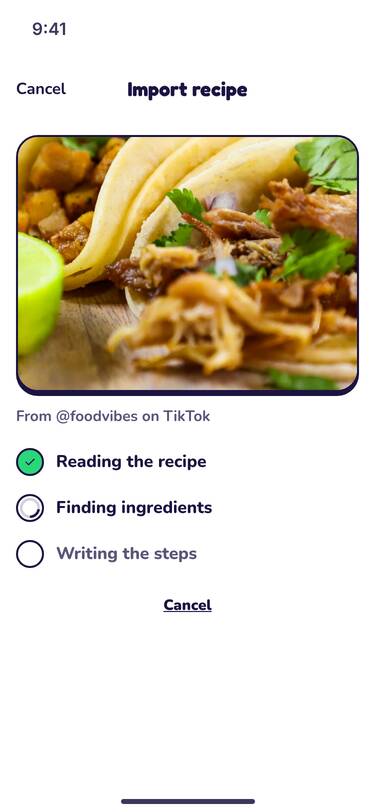 9:41
Cancel
Import recipe
From @foodvibes on TikTok
Reading the recipe
Finding ingredients
Writing the steps
Cancel